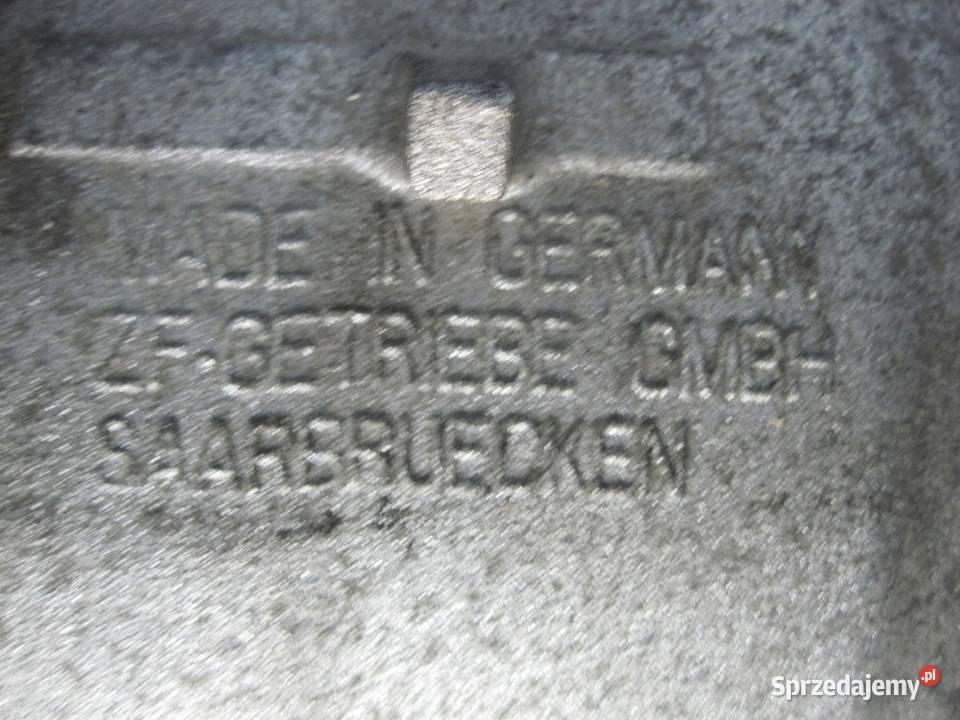 MADE IN GERMANY
ZF-GETRIEBE GMBH
SAARBRUECKEN
Sprzedajemy.pl